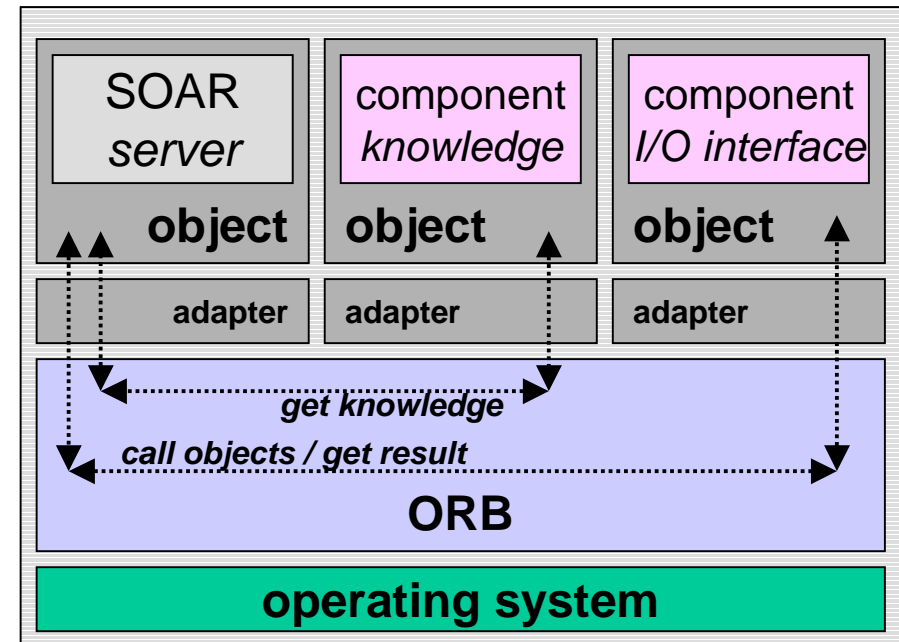 SOAR
server
object
component
knowledge
object
component
I/O interface
object
adapter
adapter
adapter
get knowledge
call objects / get result
ORB
operating system